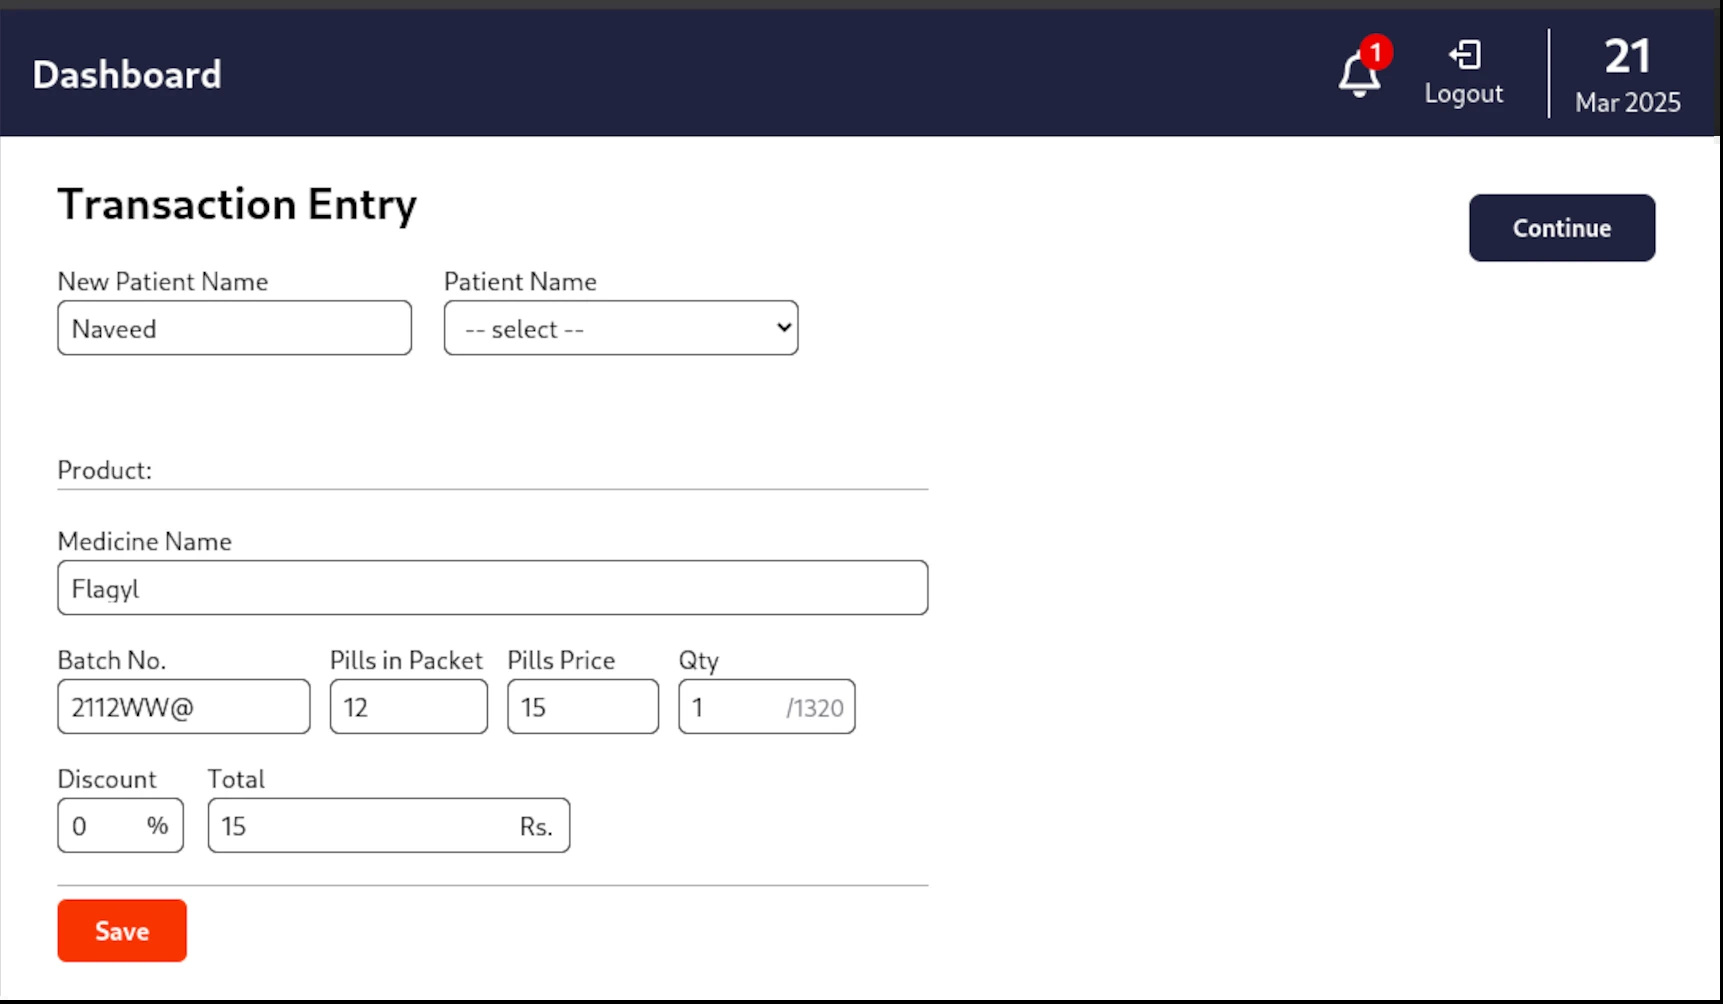 Dashboard
1
Logout
21
Mar 2025
Transaction Entry
Continue
New Patient Name
Patient Name
Naveed
-- select --
Product:
Medicine Name
Flagyl
Batch No.
Pills in Packet
Pills Price
Qty
2112WW@
12
15
1 /1320
Discount
Total
0 %
15 Rs.
Save